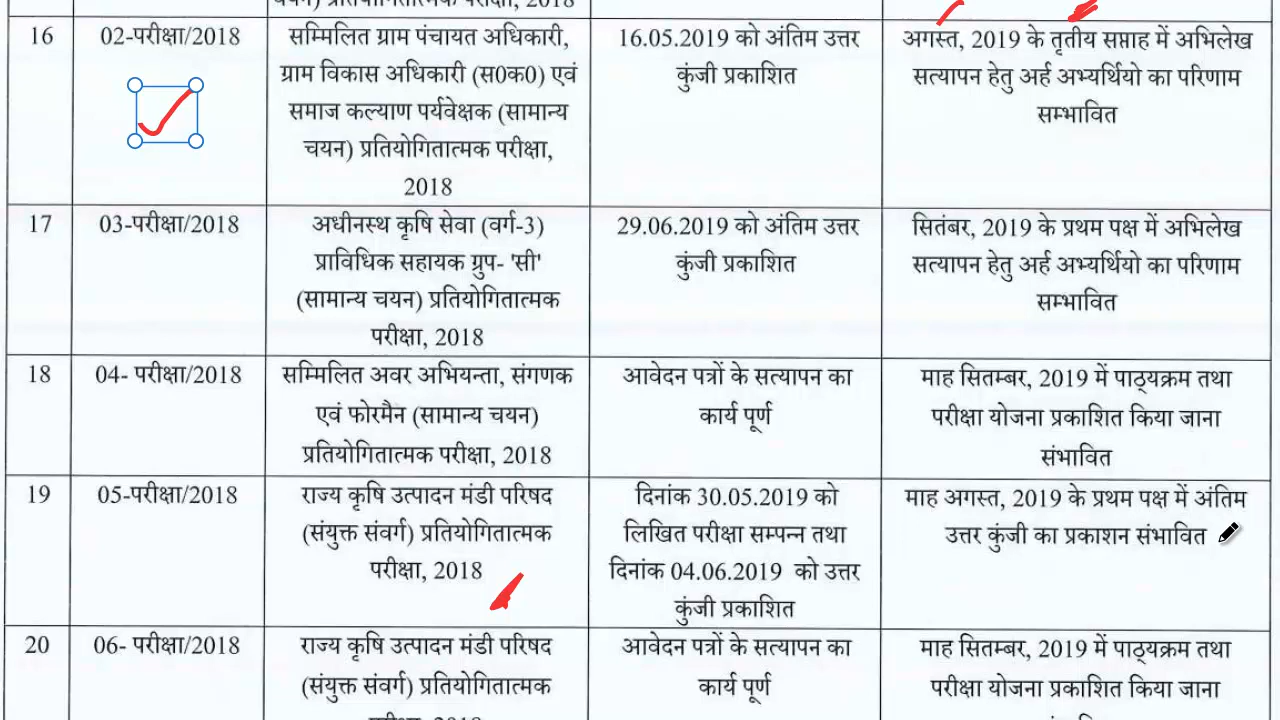 चयन) प्रतियोगितात्मक परीक्षा, 2018
16
02-परीक्षा/2018
सम्मिलित ग्राम पंचायत अधिकारी,
ग्राम विकास अधिकारी (स0क0) एवं
समाज कल्याण पर्यवेक्षक (सामान्य
चयन) प्रतियोगितात्मक परीक्षा,
2018
16.05.2019 को अंतिम उत्तर
कुंजी प्रकाशित
अगस्त, 2019 के तृतीय सप्ताह में अभिलेख
सत्यापन हेतु अर्ह अभ्यर्थियो का परिणाम
सम्भावित
17
03-परीक्षा/2018
अधीनस्थ कृषि सेवा (वर्ग-3)
प्राविधिक सहायक ग्रुप- 'सी'
(सामान्य चयन) प्रतियोगितात्मक
परीक्षा, 2018
29.06.2019 को अंतिम उत्तर
कुंजी प्रकाशित
सितंबर, 2019 के प्रथम पक्ष में अभिलेख
सत्यापन हेतु अर्ह अभ्यर्थियो का परिणाम
सम्भावित
18
04- परीक्षा/2018
सम्मिलित अवर अभियन्ता, संगणक
एवं फोरमैन (सामान्य चयन)
प्रतियोगितात्मक परीक्षा, 2018
आवेदन पत्रों के सत्यापन का
कार्य पूर्ण
माह सितम्बर, 2019 में पाठ्यक्रम तथा
परीक्षा योजना प्रकाशित किया जाना
संभावित
19
05-परीक्षा/2018
राज्य कृषि उत्पादन मंडी परिषद
(संयुक्त संवर्ग) प्रतियोगितात्मक
परीक्षा, 2018
दिनांक 30.05.2019 को
लिखित परीक्षा सम्पन्न तथा
दिनांक 04.06.2019 को उत्तर
कुंजी प्रकाशित
माह अगस्त, 2019 के प्रथम पक्ष में अंतिम
उत्तर कुंजी का प्रकाशन संभावित
20
06- परीक्षा/2018
राज्य कृषि उत्पादन मंडी परिषद
(संयुक्त संवर्ग) प्रतियोगितात्मक
आवेदन पत्रों के सत्यापन का
कार्य पूर्ण
माह सितम्बर, 2019 में पाठ्यक्रम तथा
परीक्षा योजना प्रकाशित किया जाना